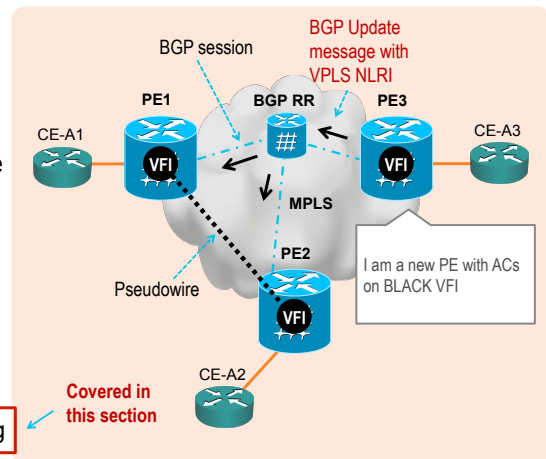 BGP session
BGP Update
message with
VPLS NLRI
PE1
BGP RR
PE3
CE-A1
CE-A3
VFI
VFI
MPLS
PE2
I am a new PE with ACs
on BLACK VFI
Pseudowire
VFI
CE-A2
Covered in
this section
e
g